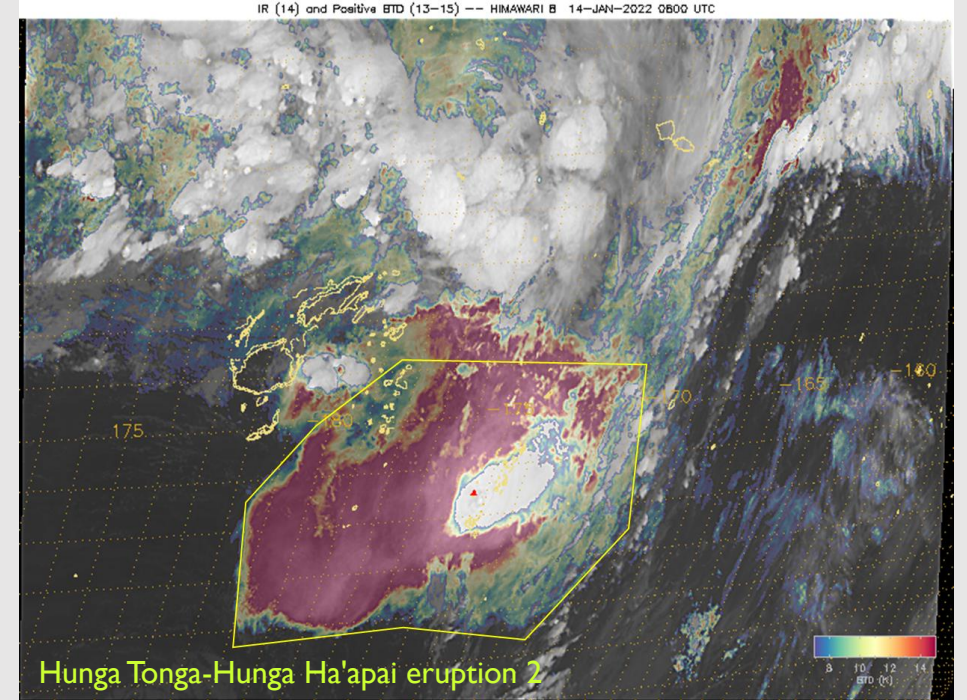 IR (14) and Positive BTD (13-15) -- HIMAWARI 8 14-JAN-2022 0800 UTC
-160
-165
-170
-175
-180
175
8 10 12 14
BTD (K)
Hunga Tonga-Hunga Ha'apai eruption 2